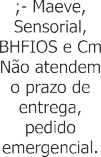 ;- Maeve,
Sensorial,
BHFIOS e Cm
Não atendem
o prazo de
entrega,
pedido
emergencial.